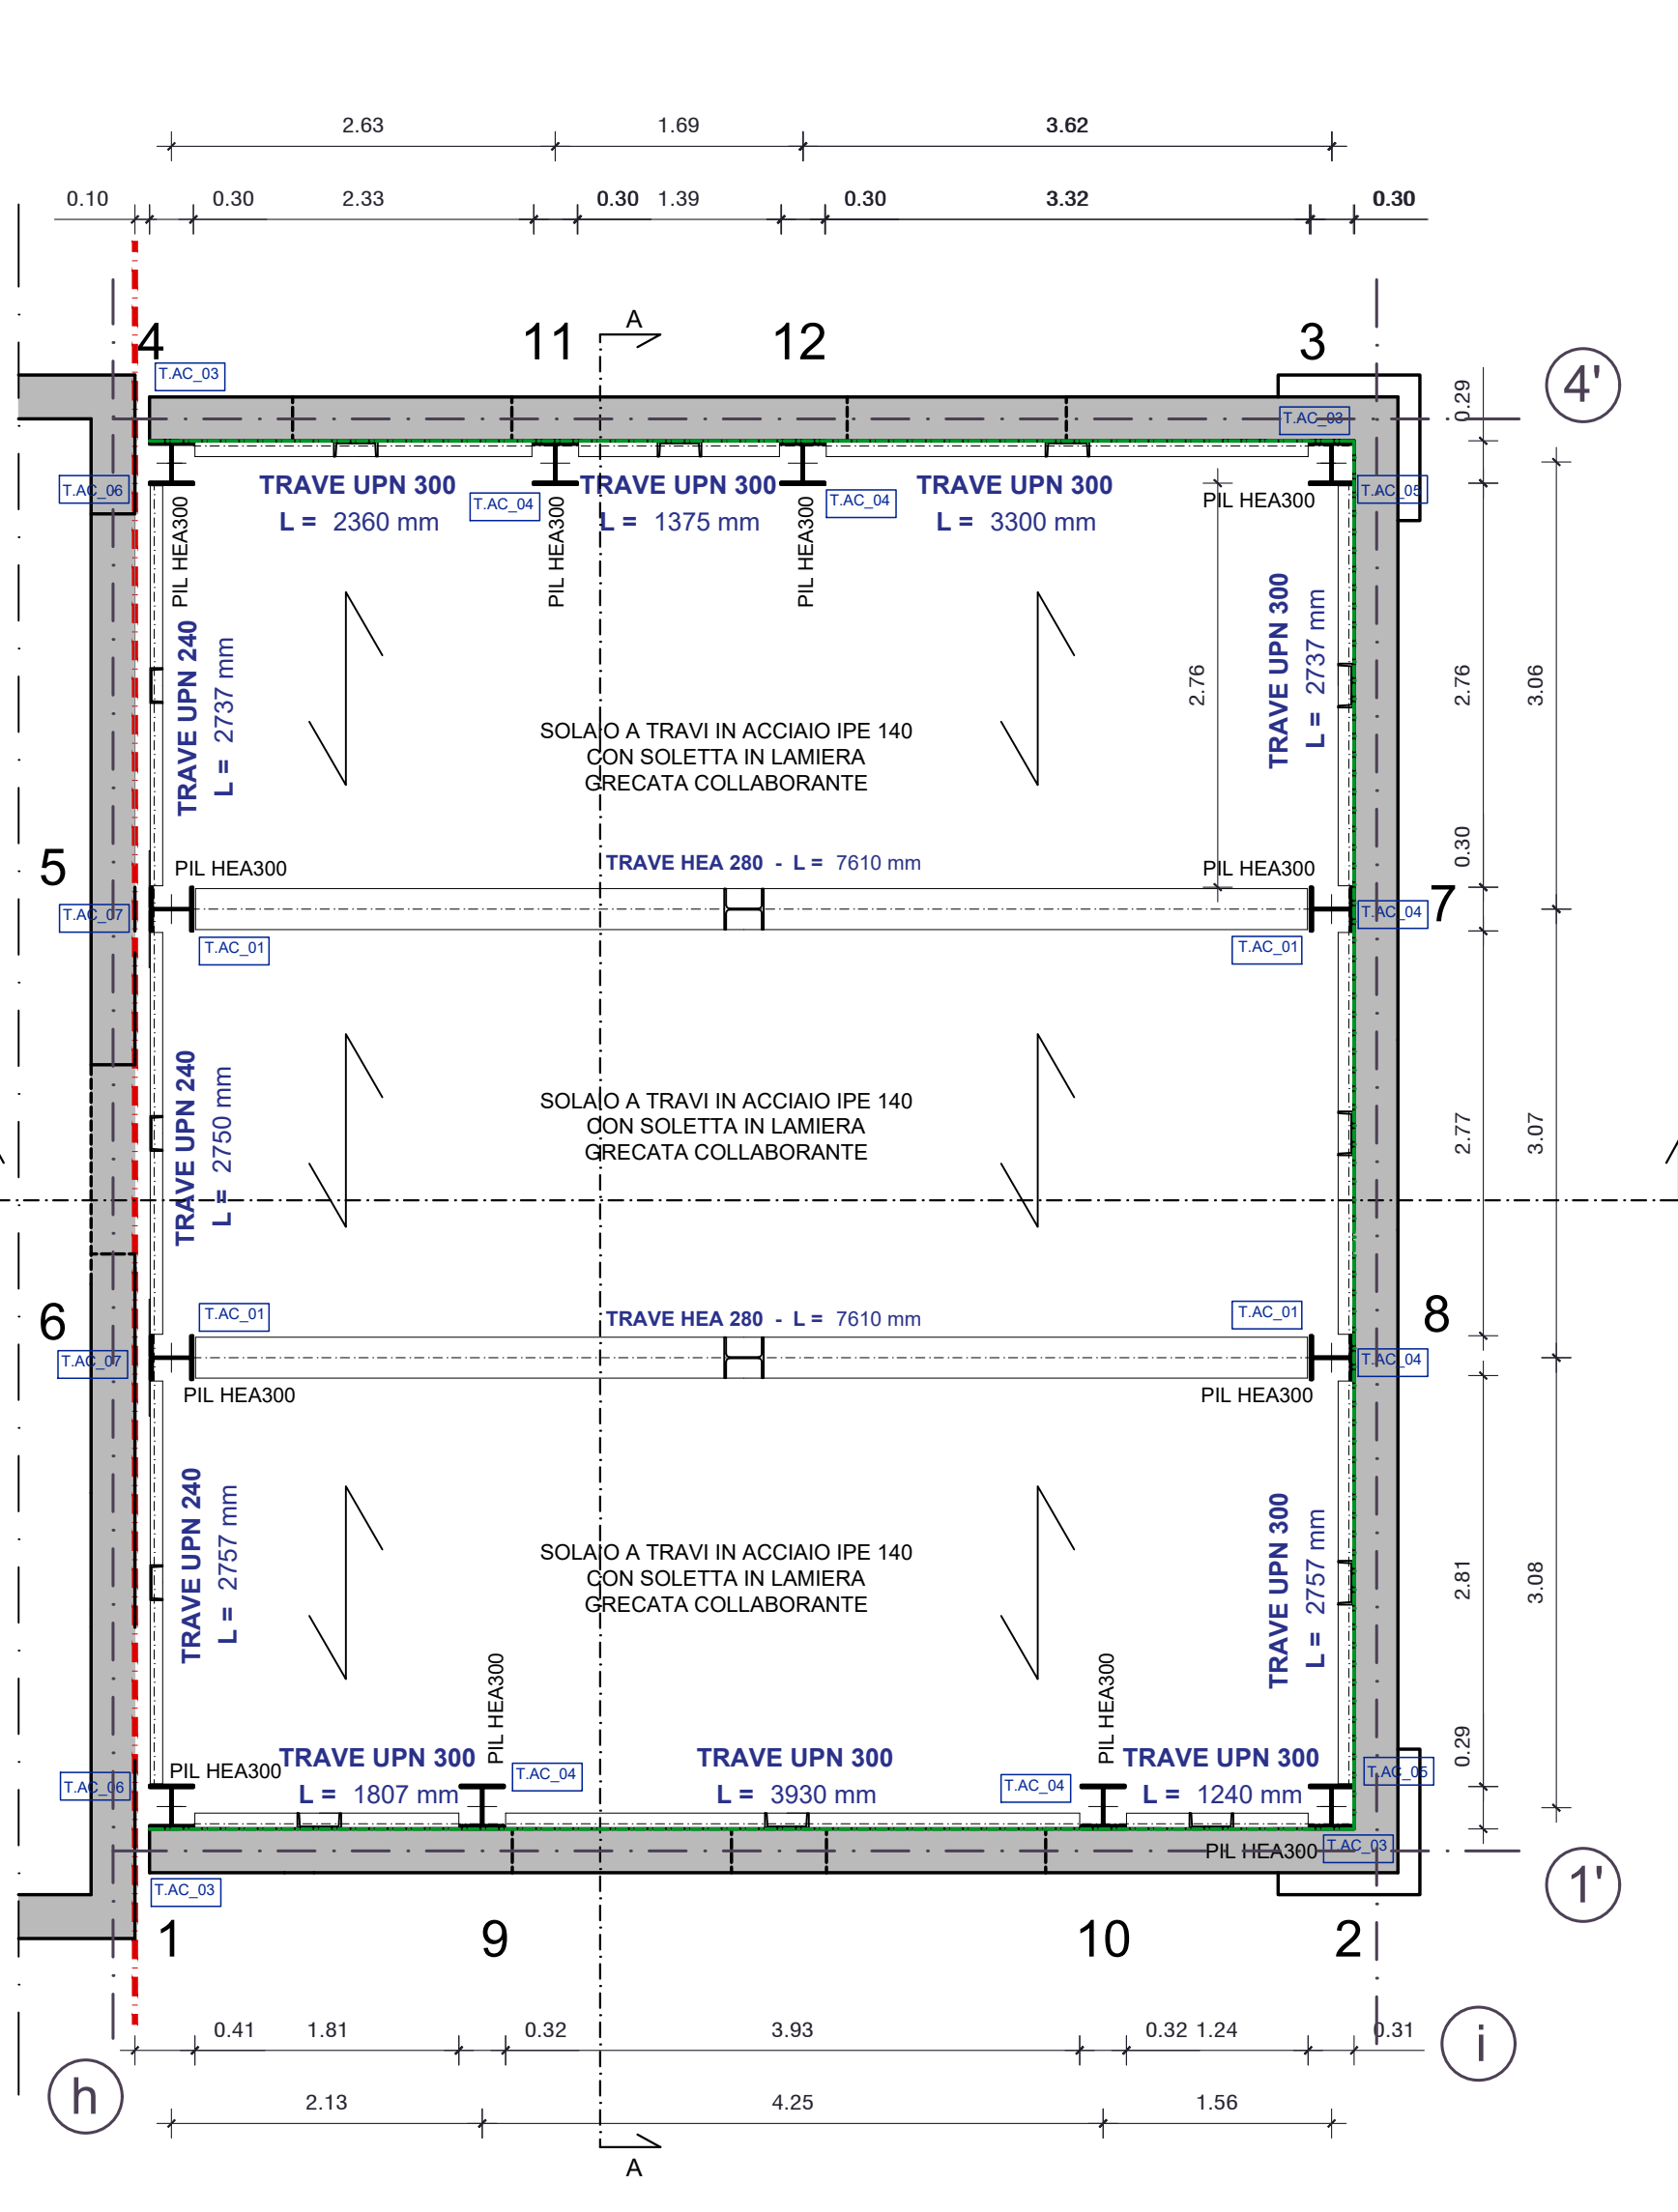 2.63 1.69 3.62
0.10 0.30 2.33 0.30 1.39 0.30 3.32 0.30
A
4 11 12 3
4'
T.AC_03
T.AC_03
0.29
T.AC_06
TRAVE UPN 300
L = 2360 mm
T.AC_04
TRAVE UPN 300
L = 1375 mm
T.AC_04
TRAVE UPN 300
L = 3300 mm
PIL HEA300
T.AC_05
PIL HEA300
PIL HEA300
PIL HEA300
TRAVE UPN 240
L = 2737 mm
TRAVE UPN 300
L = 2737 mm
2.76
2.76
3.06
SOLAIO A TRAVI IN ACCIAIO IPE 140
CON SOLETTA IN LAMIERA
GRECATA COLLABORANTE
5
PIL HEA300
TRAVE HEA 280 - L = 7610 mm
PIL HEA300
0.30
7
T.AC_07
T.AC_04
T.AC_01
T.AC_01
TRAVE UPN 240
L = 2750 mm
SOLAIO A TRAVI IN ACCIAIO IPE 140
CON SOLETTA IN LAMIERA
GRECATA COLLABORANTE
2.77
3.07
6
T.AC_01
TRAVE HEA 280 - L = 7610 mm
T.AC_01
8
T.AC_07
T.AC_04
PIL HEA300
PIL HEA300
TRAVE UPN 240
L = 2757 mm
SOLAIO A TRAVI IN ACCIAIO IPE 140
CON SOLETTA IN LAMIERA
GRECATA COLLABORANTE
TRAVE UPN 300
L = 2757 mm
2.81
3.08
PIL HEA300
PIL HEA300
0.29
T.AC_06
PIL HEA300
TRAVE UPN 300
L = 1807 mm
T.AC_04
TRAVE UPN 300
L = 3930 mm
T.AC_04
TRAVE UPN 300
L = 1240 mm
T.AC_05
PIL HEA300
T.AC_03
T.AC_03
1'
1 9 10 2
0.41 1.81 0.32 3.93 0.32 1.24 0.31
i
h
2.13 4.25 1.56
A